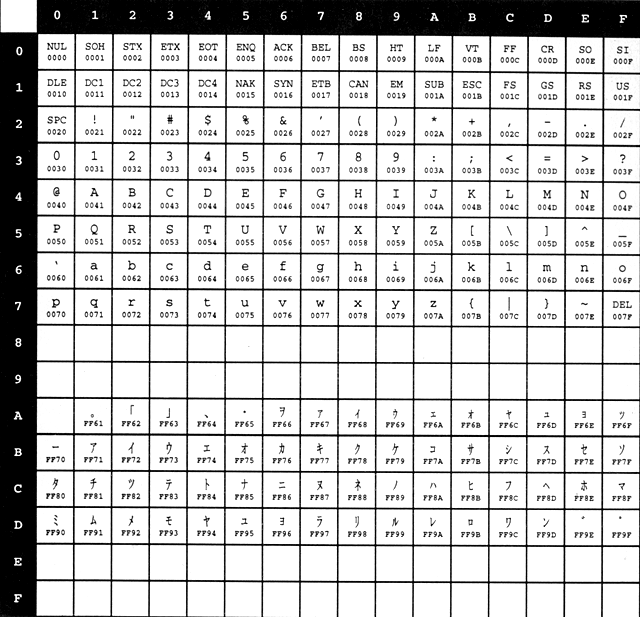 0 1 2 3 4 5 6 7 8 9 A B C D E F
0 NUL SOH STX ETX EOT ENQ ACK BEL BS HT LF VT FF CR SO SI
0000 0001 0002 0003 0004 0005 0006 0007 0008 0009 000A 000B 000C 000D 000E 000F
1 DLE DC1 DC2 DC3 DC4 NAK SYN ETB CAN EM SUB ESC FS GS RS US
0010 0011 0012 0013 0014 0015 0016 0017 0018 0019 001A 001B 001C 001D 001E 001F
2 SPC ! " # $ % & ' ( ) * + , - . /
0020 0021 0022 0023 0024 0025 0026 0027 0028 0029 002A 002B 002C 002D 002E 002F
3 0 1 2 3 4 5 6 7 8 9 : ; < = > ?
0030 0031 0032 0033 0034 0035 0036 0037 0038 0039 003A 003B 003C 003D 003E 003F
4 @ A B C D E F G H I J K L M N O
0040 0041 0042 0043 0044 0045 0046 0047 0048 0049 004A 004B 004C 004D 004E 004F
5 P Q R S T U V W X Y Z [ \ ] ^ _
0050 0051 0052 0053 0054 0055 0056 0057 0058 0059 005A 005B 005C 005D 005E 005F
6 ` a b c d e f g h i j k l m n o
0060 0061 0062 0063 0064 0065 0066 0067 0068 0069 006A 006B 006C 006D 006E 006F
7 p q r s t u v w x y z { | } ~ DEL
0070 0071 0072 0073 0074 0075 0076 0077 0078 0079 007A 007B 007C 007D 007E 007F
8
9
A ｡ ｢ ｣ ､ ･ ｦ ｧ ｨ ｩ ｪ ｫ ｬ ｭ ｮ ｯ
FF61 FF62 FF63 FF64 FF65 FF66 FF67 FF68 FF69 FF6A FF6B FF6C FF6D FF6E FF6F
B ｰ ｱ ｲ ｳ ｴ ｵ ｶ ｷ ｸ ｹ ｺ ｻ ｼ ｽ ｾ ｿ
FF70 FF71 FF72 FF73 FF74 FF75 FF76 FF77 FF78 FF79 FF7A FF7B FF7C FF7D FF7E FF7F
C ﾀ ﾁ ﾂ ﾃ ﾄ ﾅ ﾆ ﾇ ﾈ ﾉ ﾊ ﾋ ﾌ ﾍ ﾎ ﾏ
FF80 FF81 FF82 FF83 FF84 FF85 FF86 FF87 FF88 FF89 FF8A FF8B FF8C FF8D FF8E FF8F
D ﾐ ﾑ ﾒ ﾓ ﾔ ﾕ ﾖ ﾗ ﾘ ﾙ ﾚ ﾛ ﾜ ﾝ ﾞ ﾟ
FF90 FF91 FF92 FF93 FF94 FF95 FF96 FF97 FF98 FF99 FF9A FF9B FF9C FF9D FF9E FF9F
E
F